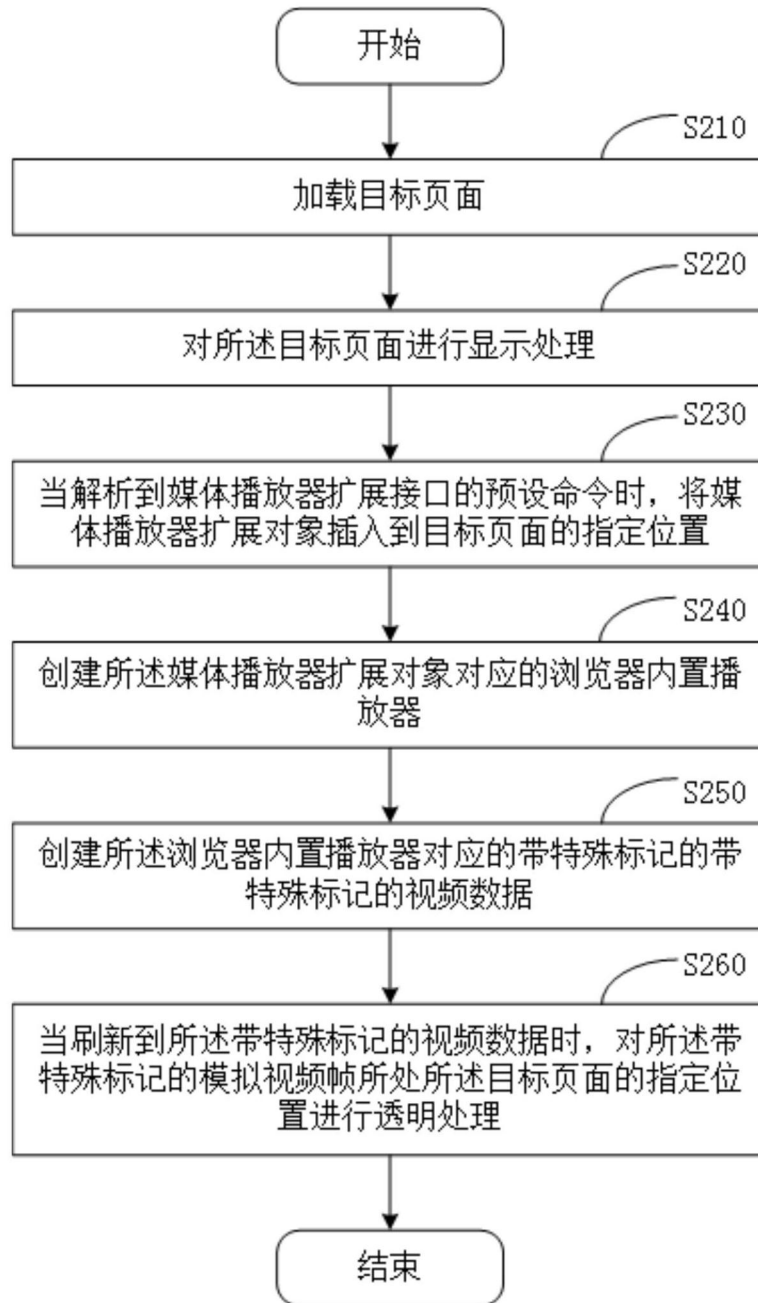 开始
S210
加载目标页面
S220
对所述目标页面进行显示处理
S230
当解析到媒体播放器扩展接口的预设命令时，将媒
体播放器扩展对象插入到目标页面的指定位置
S240
创建所述媒体播放器扩展对象对应的浏览器内置播
放器
S250
创建所述浏览器内置播放器对应的带特殊标记的带
特殊标记的视频数据
S260
当刷新到所述带特殊标记的视频数据时，对所述带
特殊标记的模拟视频帧所处所述目标页面的指定位
置进行透明处理
结束